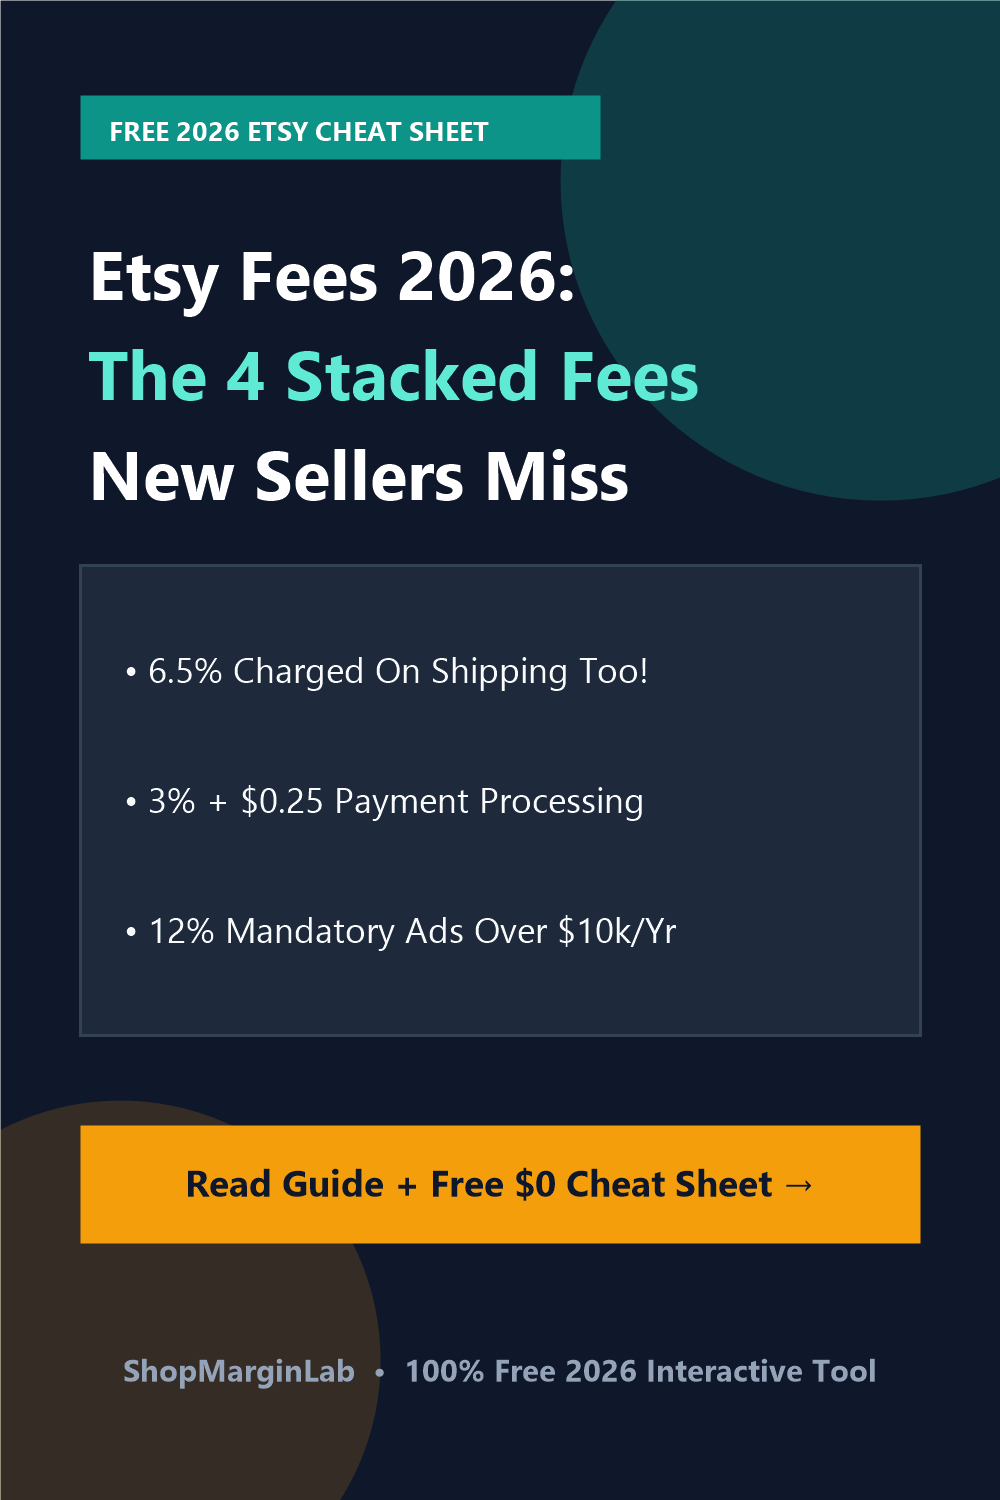 FREE 2026 ETSY CHEAT SHEET
Etsy Fees 2026:
The 4 Stacked Fees
New Sellers Miss
• 6.5% Charged On Shipping Too!
• 3% + $0.25 Payment Processing
• 12% Mandatory Ads Over $10k/Yr
Read Guide + Free $0 Cheat Sheet →
ShopMarginLab • 100% Free 2026 Interactive Tool